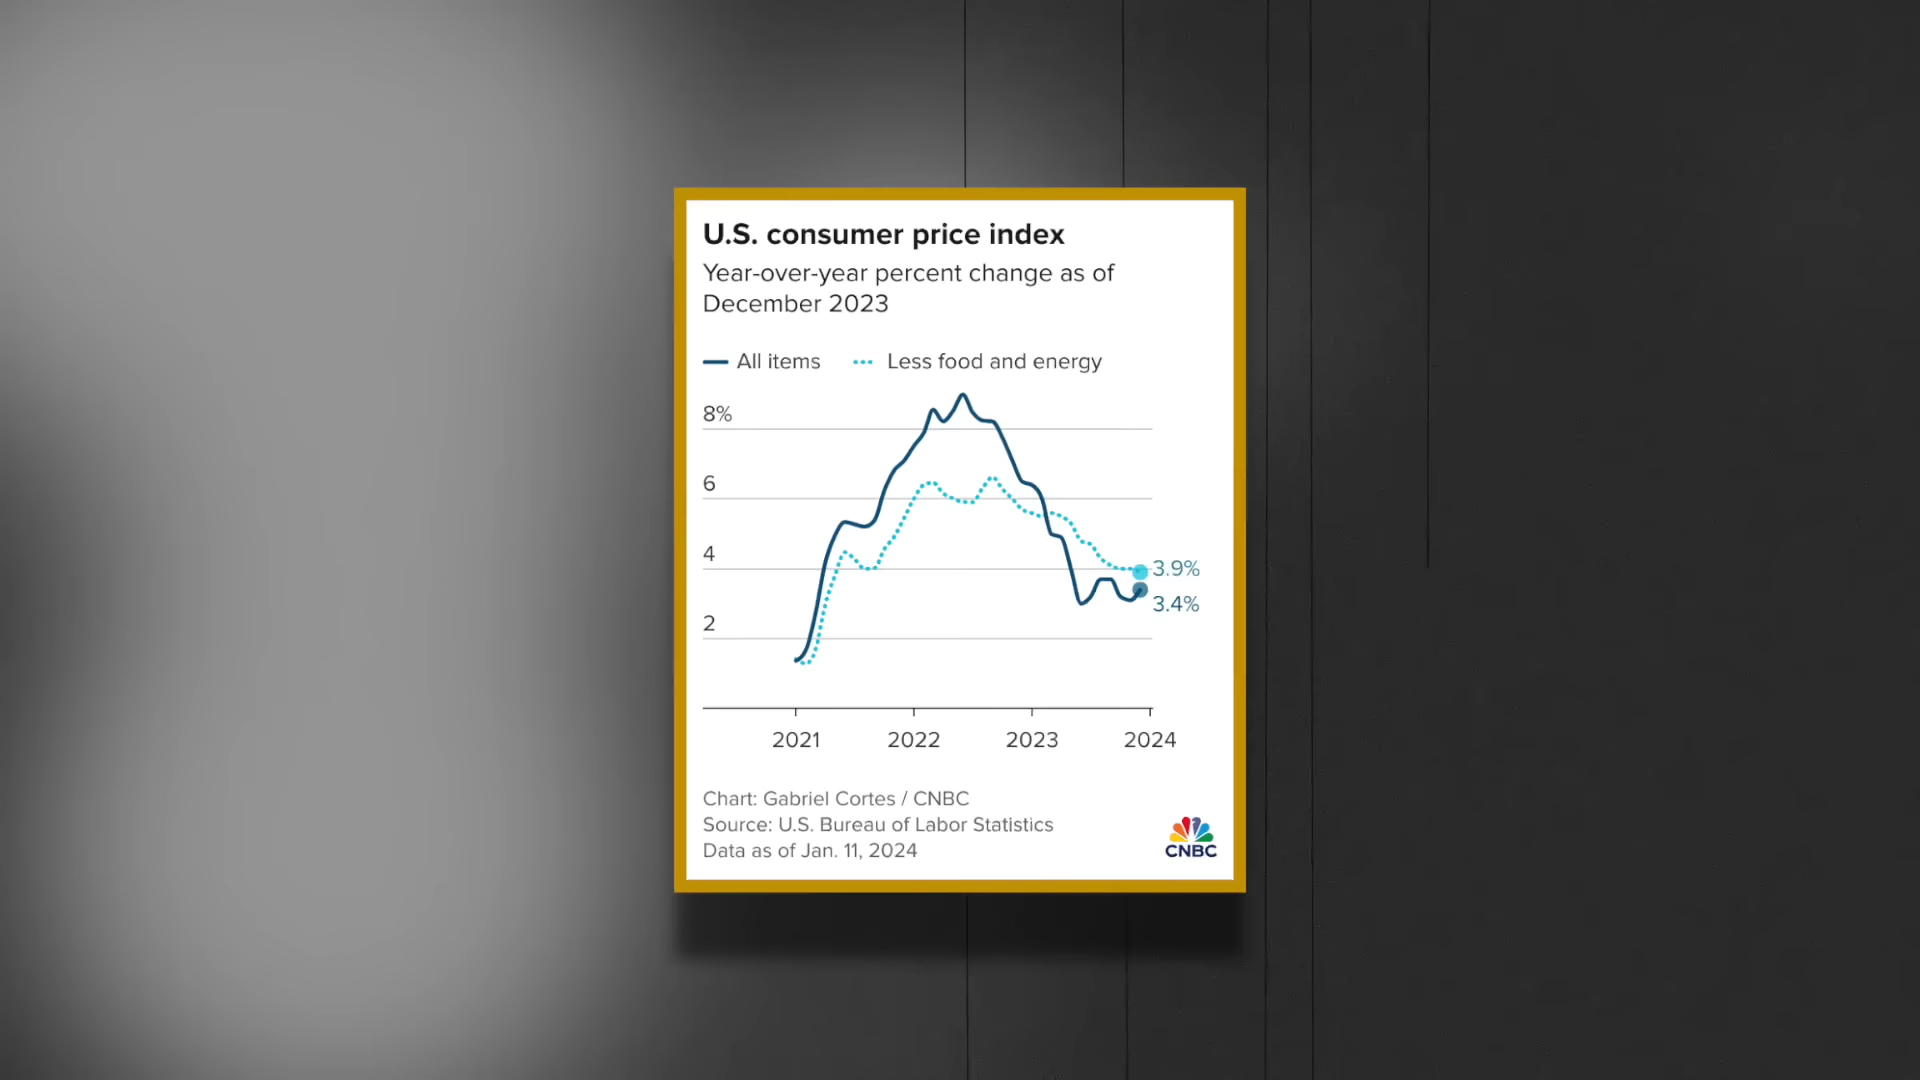 U.S. consumer price index
Year-over-year percent change as of
December 2023
All items Less food and energy
8%
6
4
3.9%
3.4%
2
2021 2022 2023 2024
Chart: Gabriel Cortes / CNBC
Source: U.S. Bureau of Labor Statistics
Data as of Jan. 11, 2024
CNBC